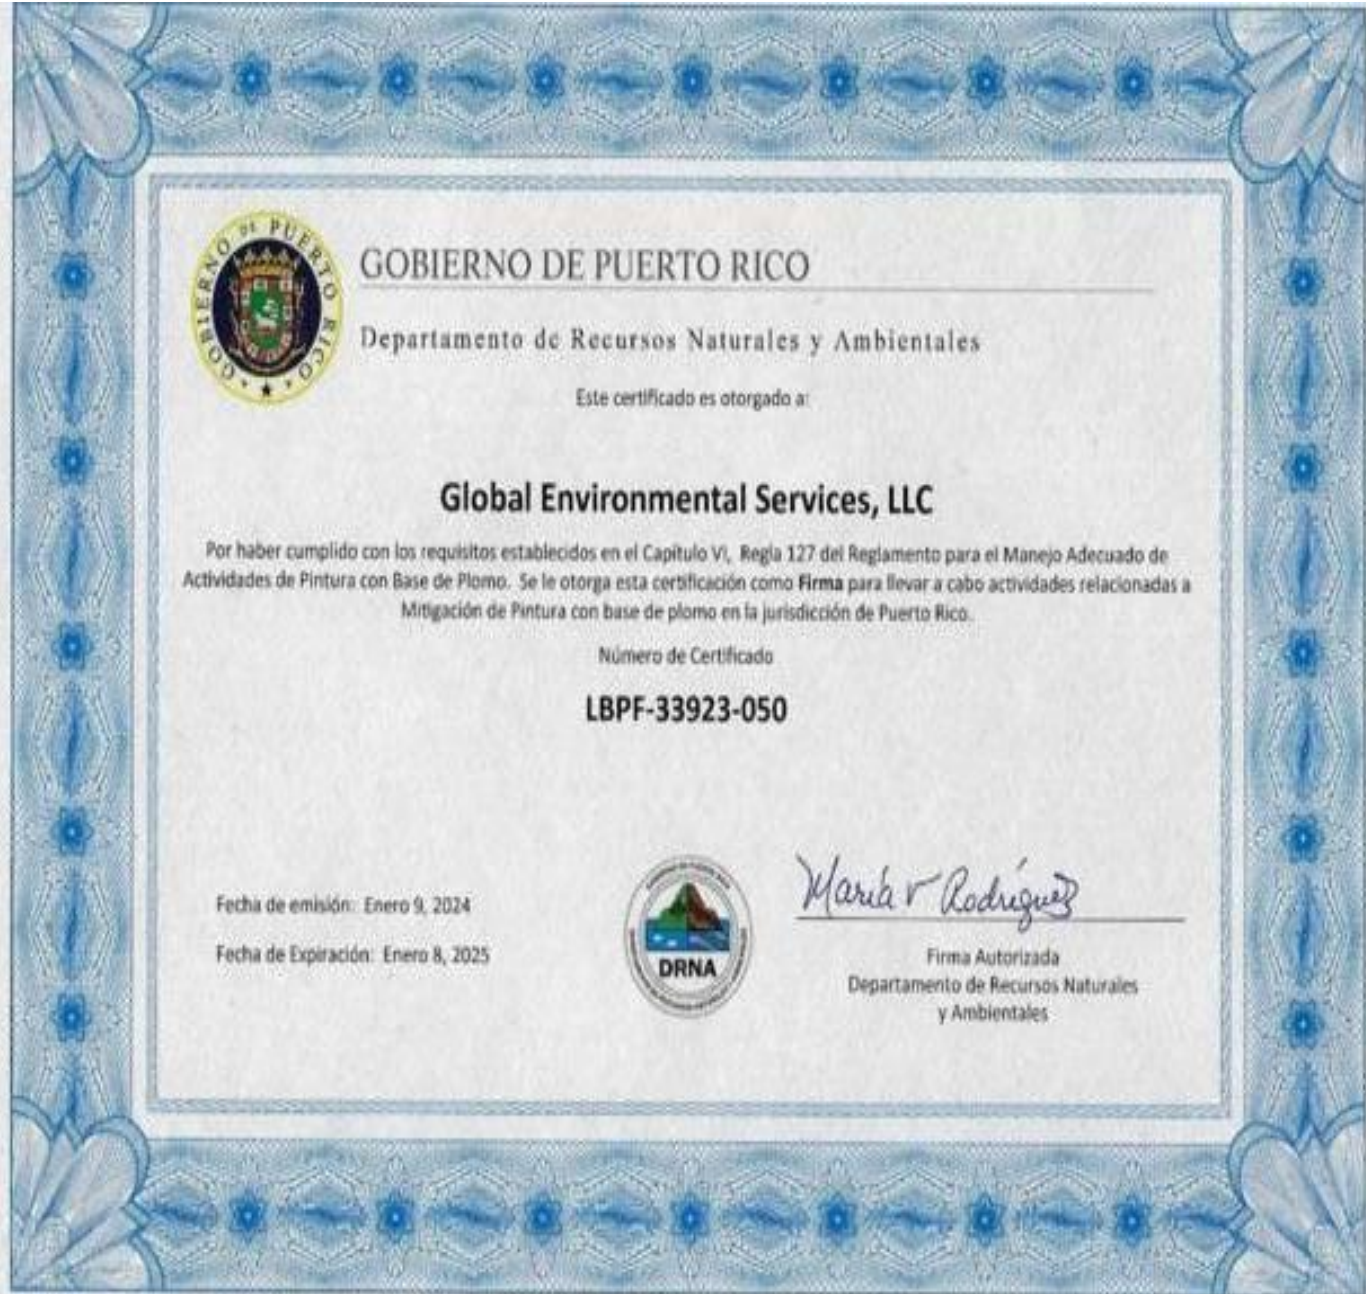 GOBIERNO DE PUERTO RICO
GOBIERNO DE PUERTO RICO
Departamento de Recursos Naturales y Ambientales
Este certificado es otorgado a:
Global Environmental Services, LLC
Por haber cumplido con los requisitos establecidos en el Capítulo VI, Regla 127 del Reglamento para el Manejo Adecuado de
Actividades de Pintura con Base de Plomo. Se le otorga esta certificación como Firma para llevar a cabo actividades relacionadas a
Mitigación de Pintura con base de plomo en la jurisdicción de Puerto Rico.
Número de Certificado
LBPF-33923-050
Fecha de emisión: Enero 9, 2024
Fecha de Expiración: Enero 8, 2025
DRNA
María V Rodríguez
Firma Autorizada
Departamento de Recursos Naturales
y Ambientales